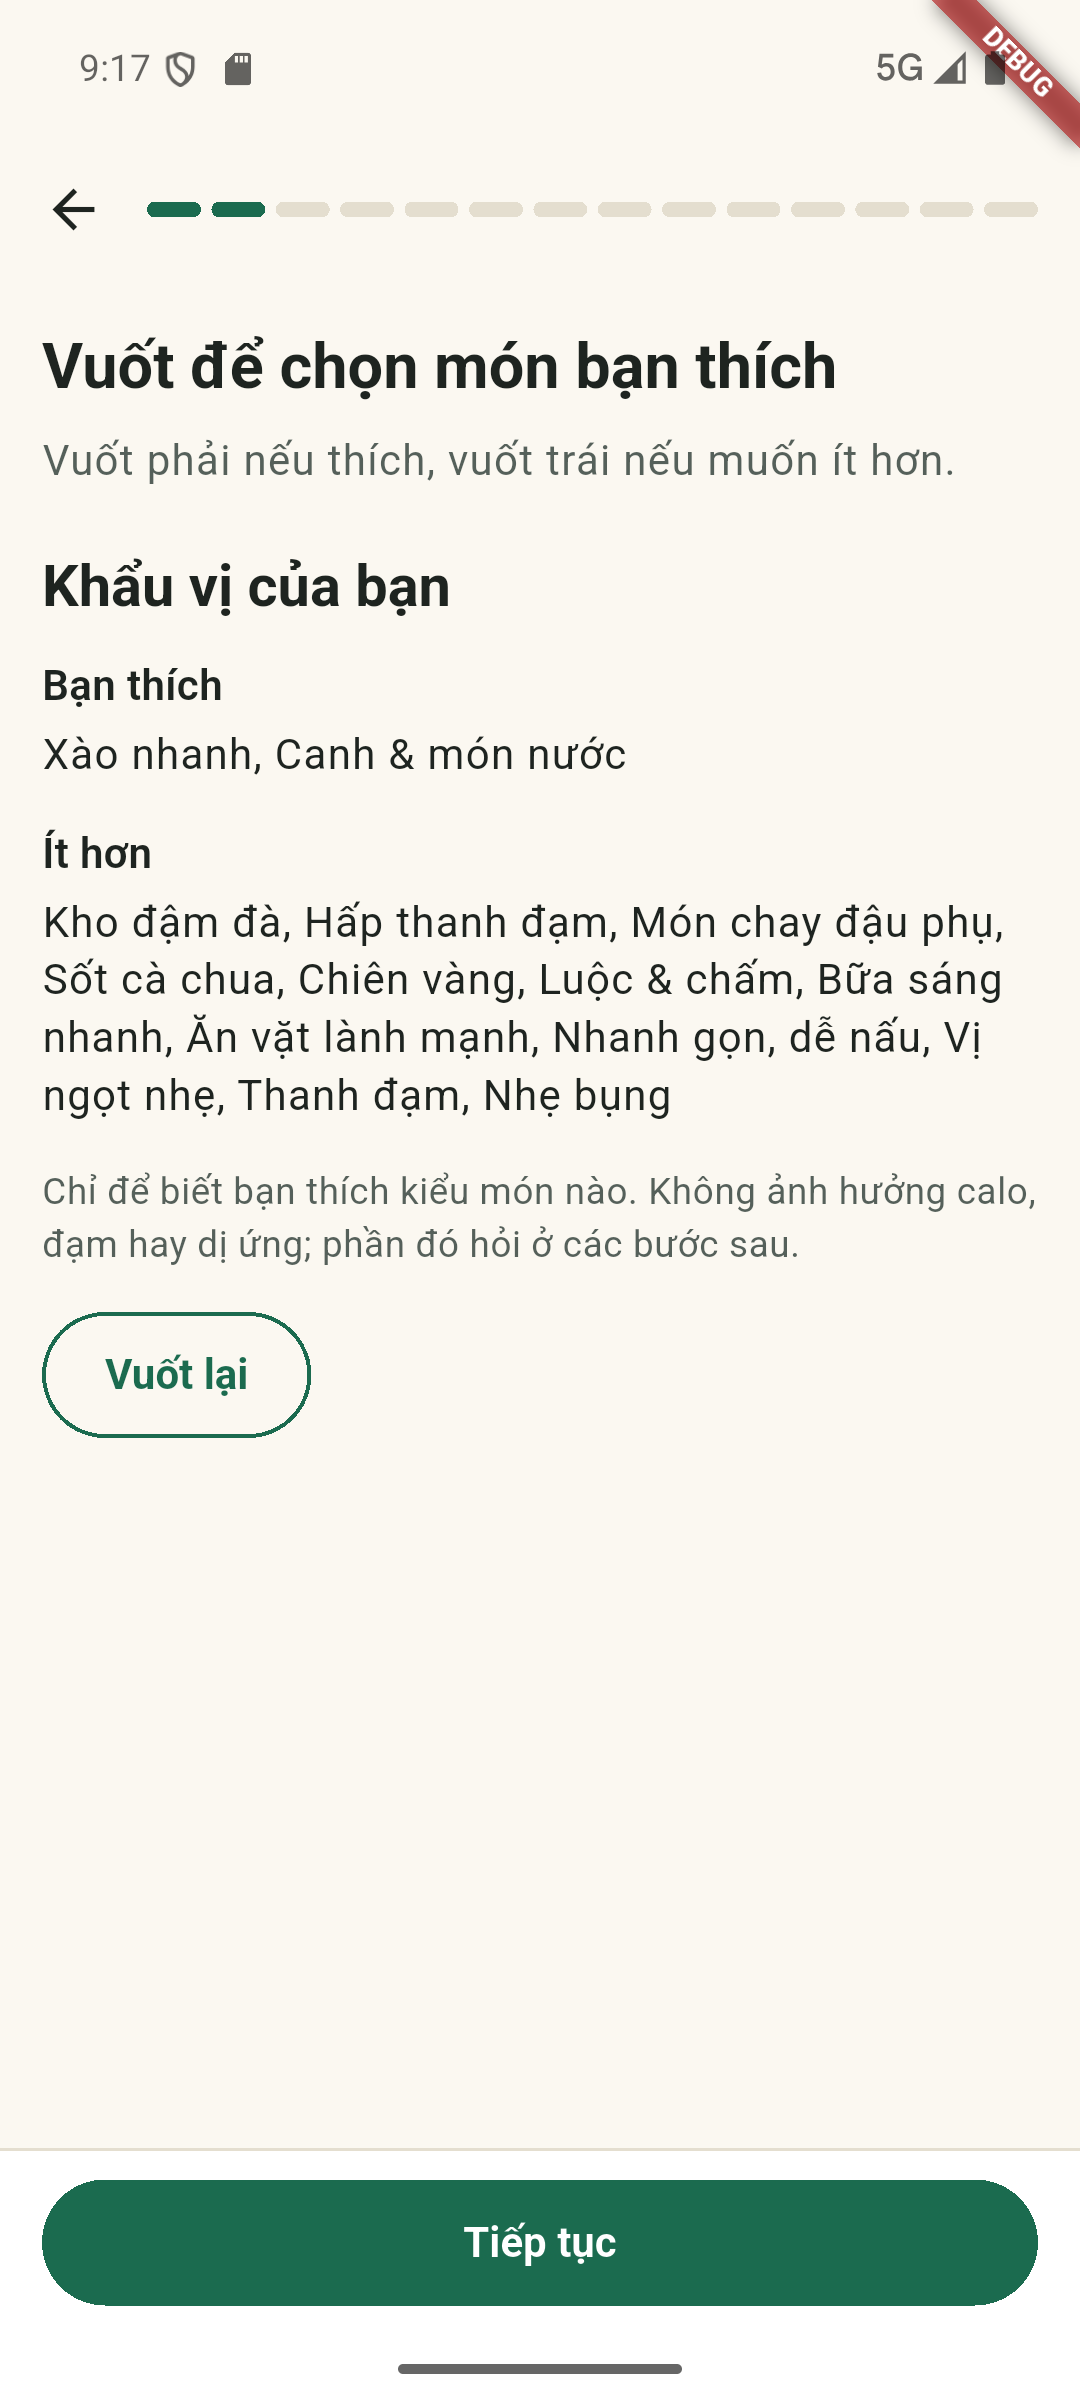 9:17
5G
DEBUG
Vuốt để chọn món bạn thích
Vuốt phải nếu thích, vuốt trái nếu muốn ít hơn.
Khẩu vị của bạn
Bạn thích
Xào nhanh, Canh & món nước
Ít hơn
Kho đậm đà, Hấp thanh đạm, Món chay đậu phụ,
Sốt cà chua, Chiên vàng, Luộc & chấm, Bữa sáng
nhanh, Ăn vặt lành mạnh, Nhanh gọn, dễ nấu, Vị
ngọt nhẹ, Thanh đạm, Nhẹ bụng
Chỉ để biết bạn thích kiểu món nào. Không ảnh hưởng calo,
đạm hay dị ứng; phần đó hỏi ở các bước sau.
Vuốt lại
Tiếp tục